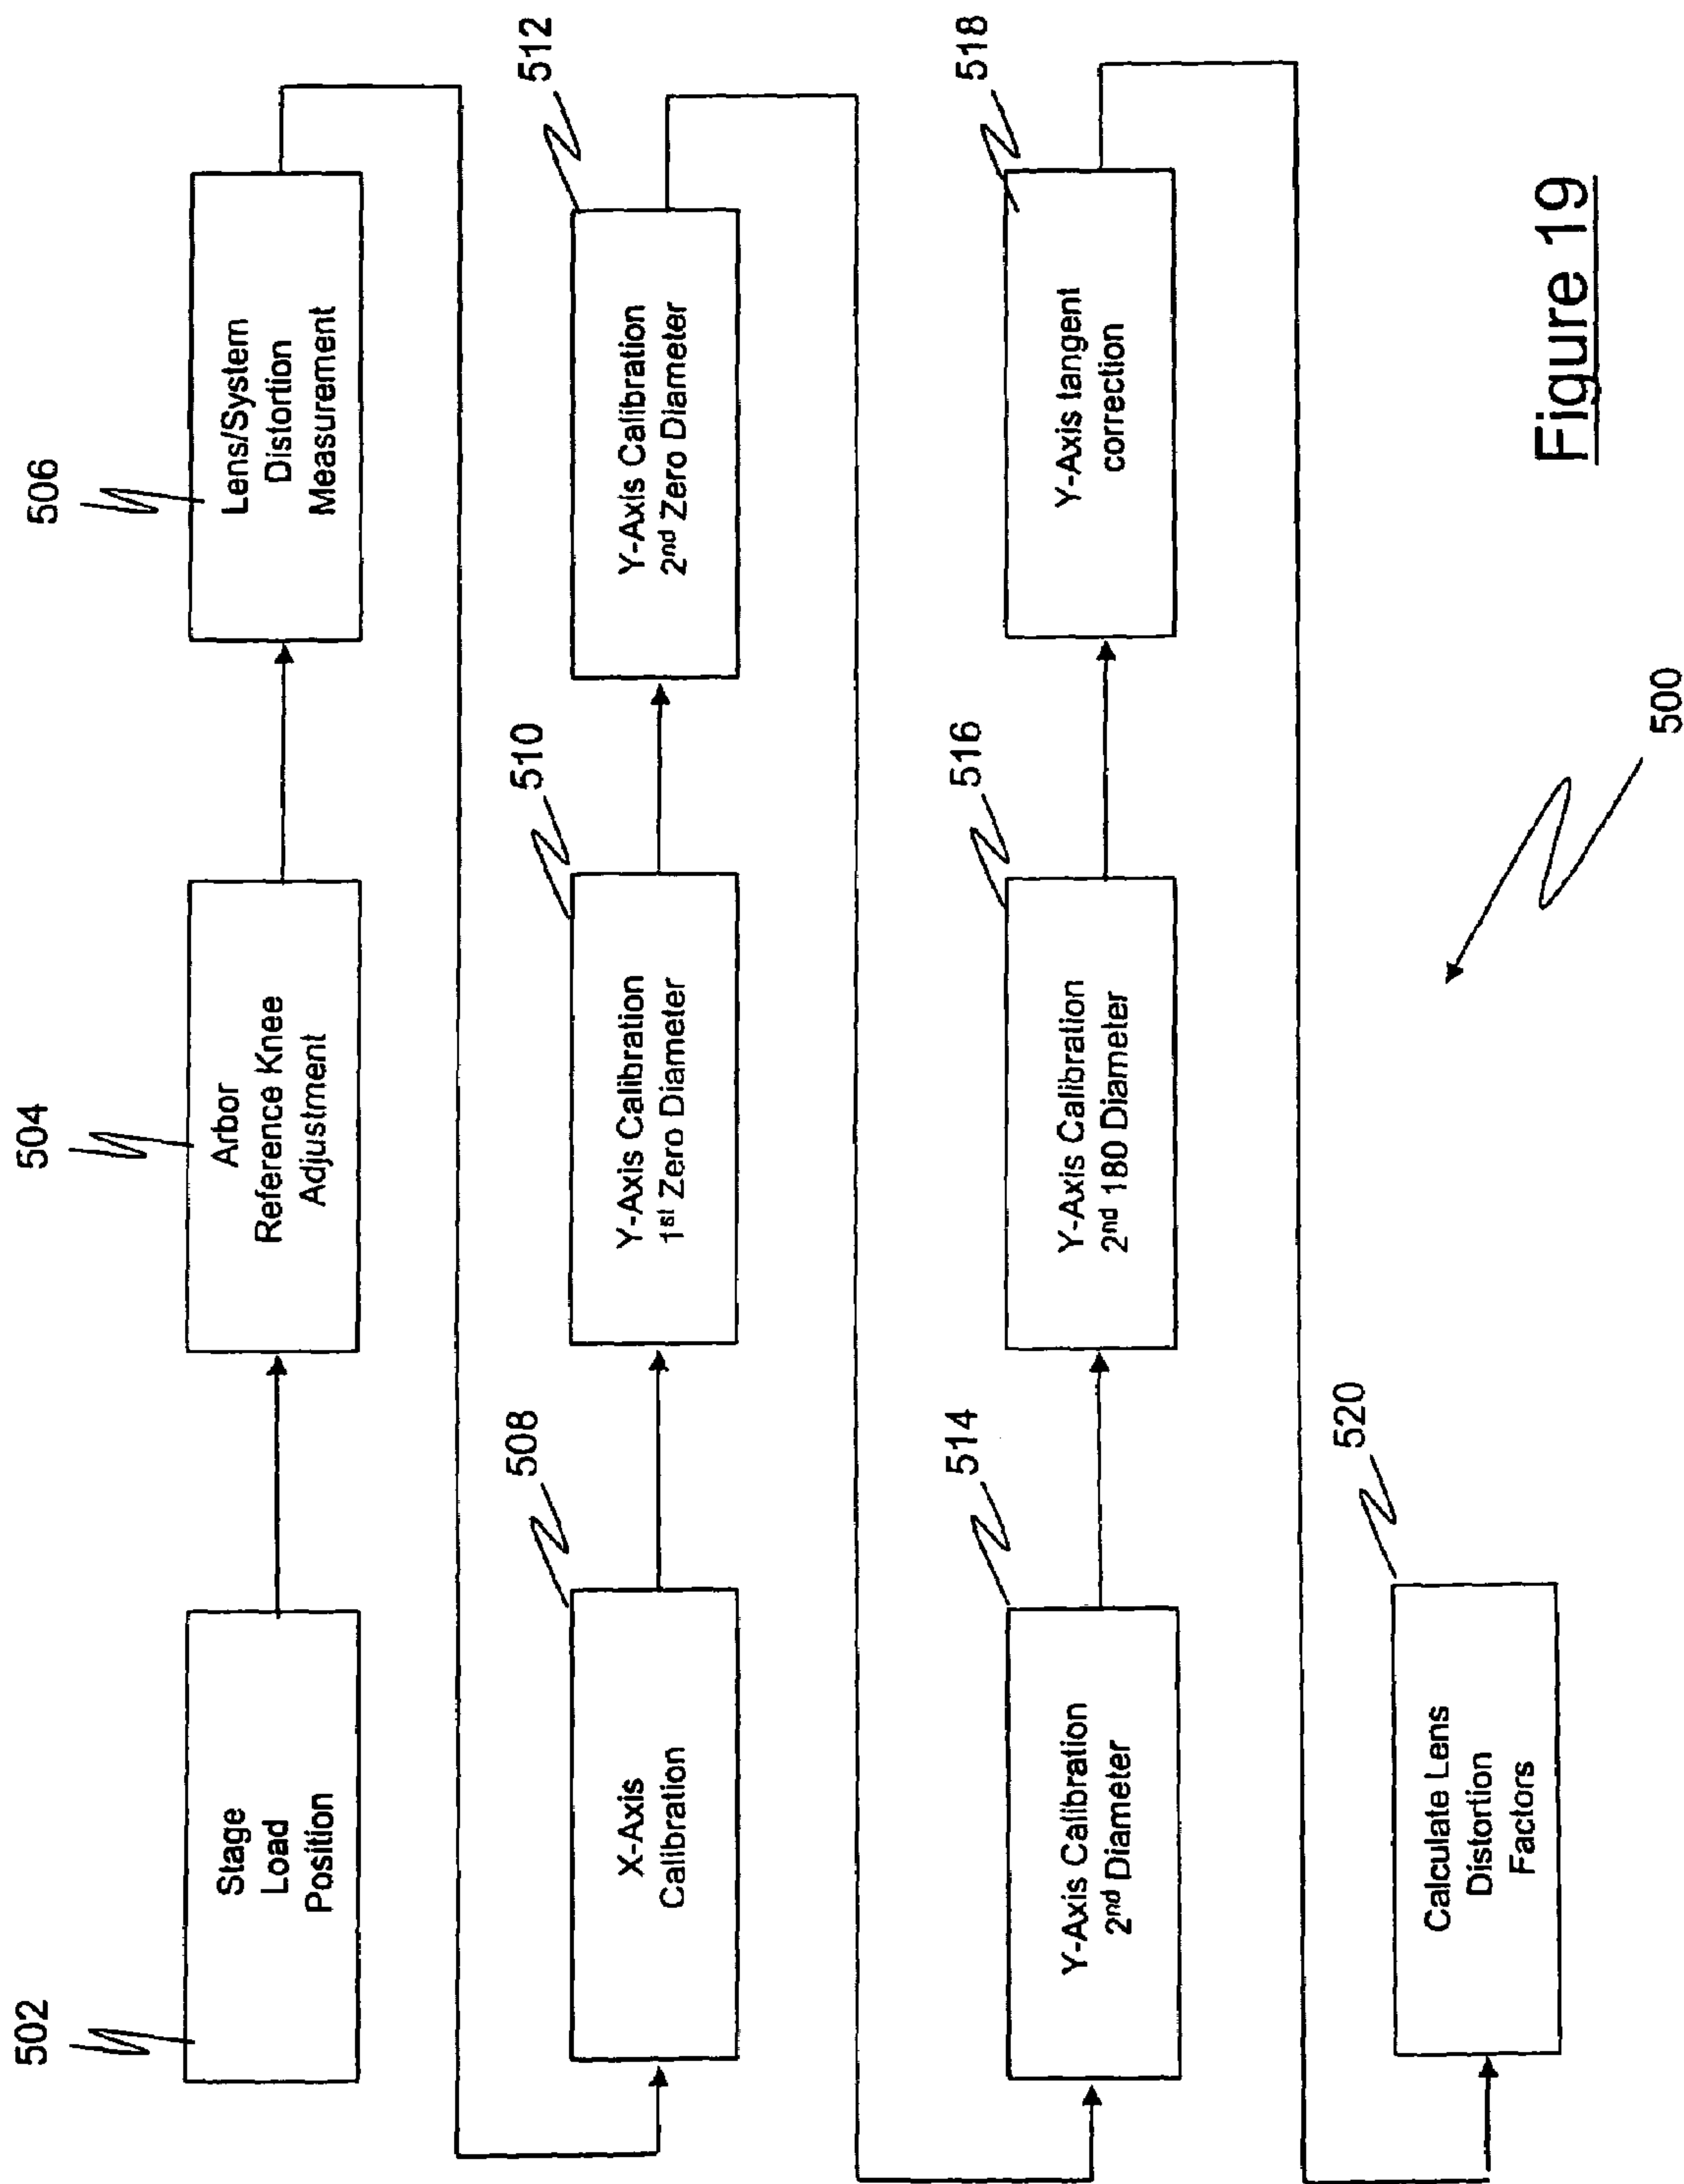 502
Stage
Load
Position
504
Arbor
Reference Knee
Adjustment
506
Lens/System
Distortion
Measurement
508
X-Axis
Calibration
510
Y-Axis Calibration
1st Zero Diameter
512
Y-Axis Calibration
2nd Zero Diameter
514
Y-Axis Calibration
2nd Diameter
516
Y-Axis Calibration
2nd 180 Diameter
518
Y-Axis tangent
correction
520
Calculate Lens
Distortion
Factors
500
Figure 19